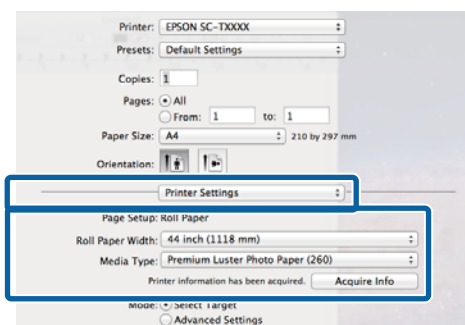 Printer: EPSON SC-TXXXX
Presets: Default Settings
Copies: 1
Pages: All
From: 1 to: 1
Paper Size: A4 210 by 297 mm
Orientation:
Printer Settings
Page Setup: Roll Paper
Roll Paper Width: 44 inch (1118 mm)
Media Type: Premium Luster Photo Paper (260)
Printer information has been acquired. Acquire Info
Mode: Select Target
Advanced Settings